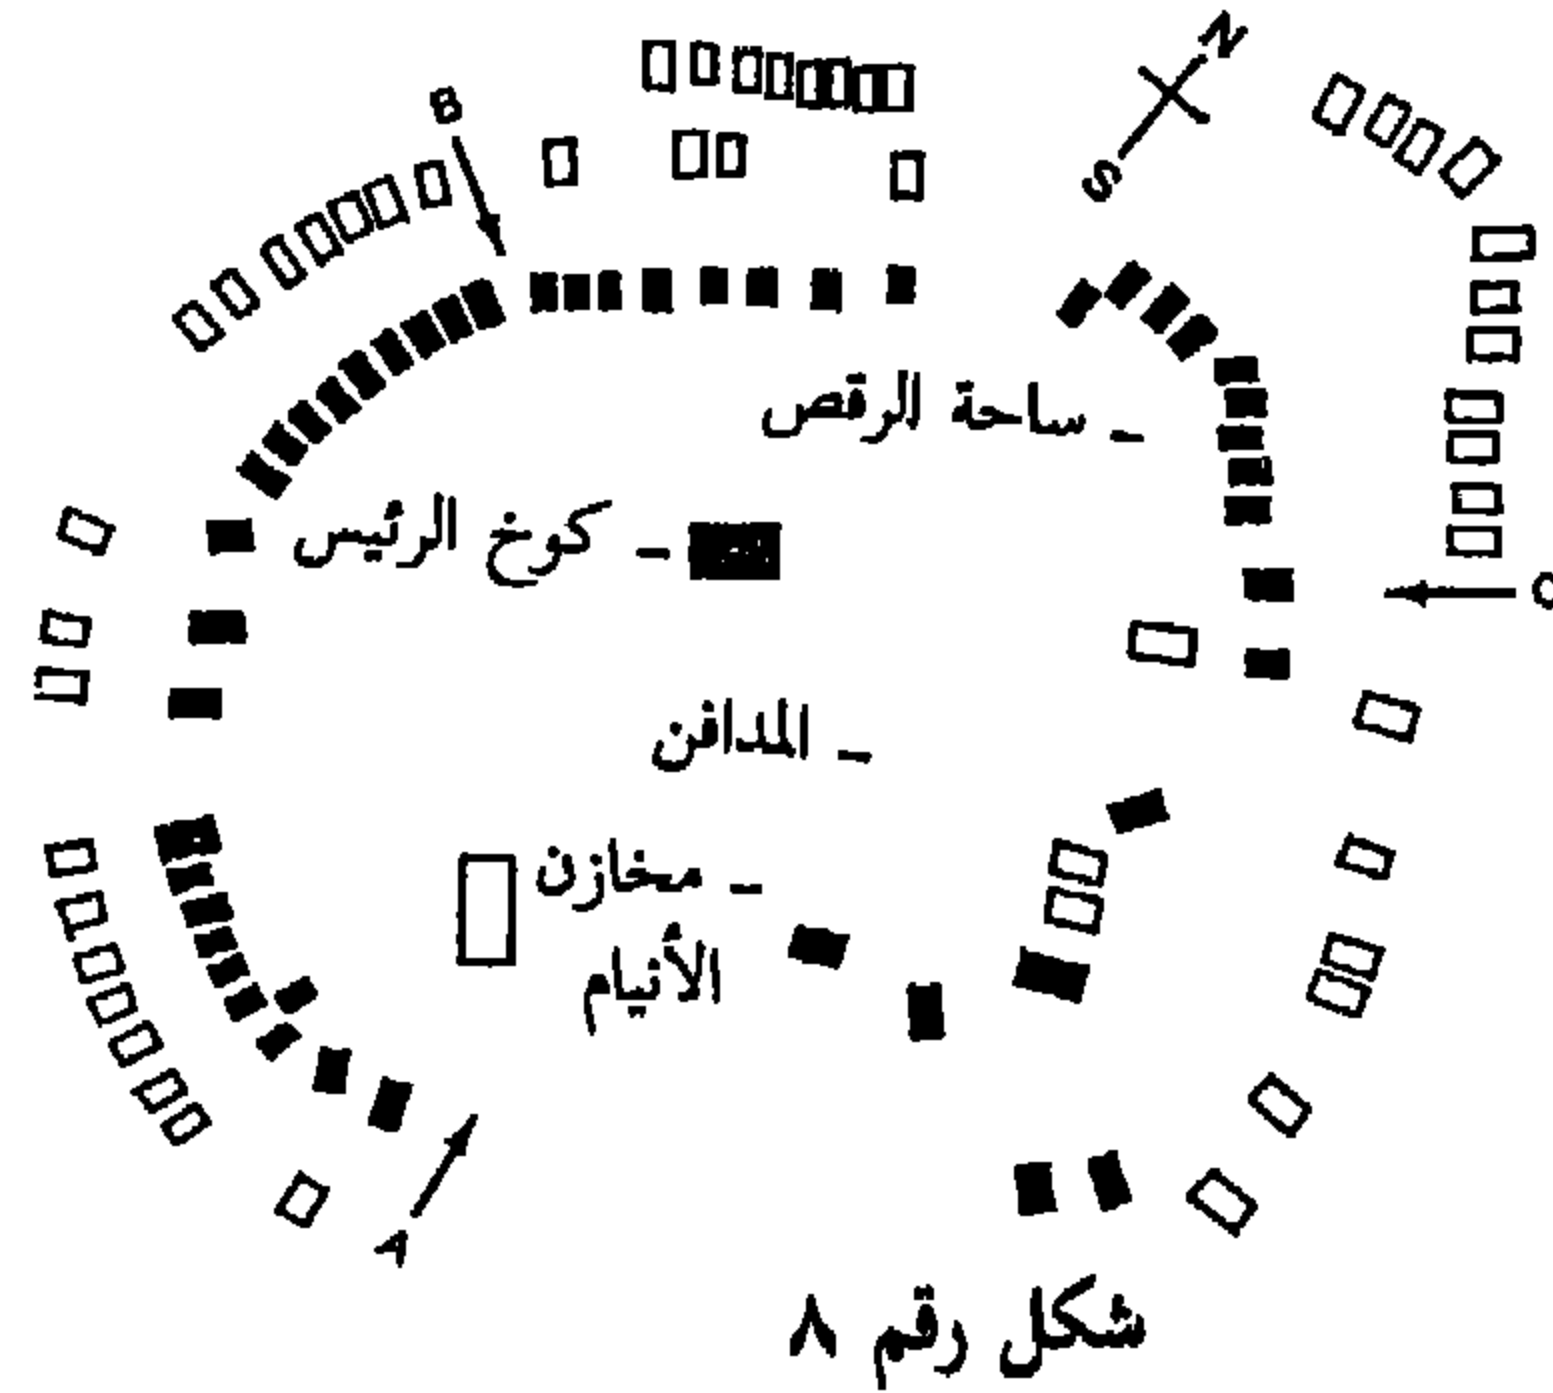 B
N
S
ساحة الرقص -
كوخ الرئيس -
C
المدافن -
مخازن -
الأنيام
A
شكل رقم ٨